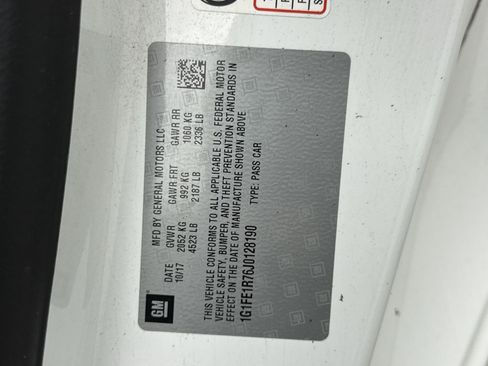 GM
MFD BY GENERAL MOTORS LLC
DATE GVWR GAWR FRT GAWR RR
10/17 2052 KG 992 KG 1060 KG
4523 LB 2187 LB 2336 LB
THIS VEHICLE CONFORMS TO ALL APPLICABLE U.S. FEDERAL MOTOR
VEHICLE SAFETY, BUMPER, AND THEFT PREVENTION STANDARDS IN
EFFECT ON THE DATE OF MANUFACTURE SHOWN ABOVE
1G1FE1R76J0128190 TYPE: PASS CAR